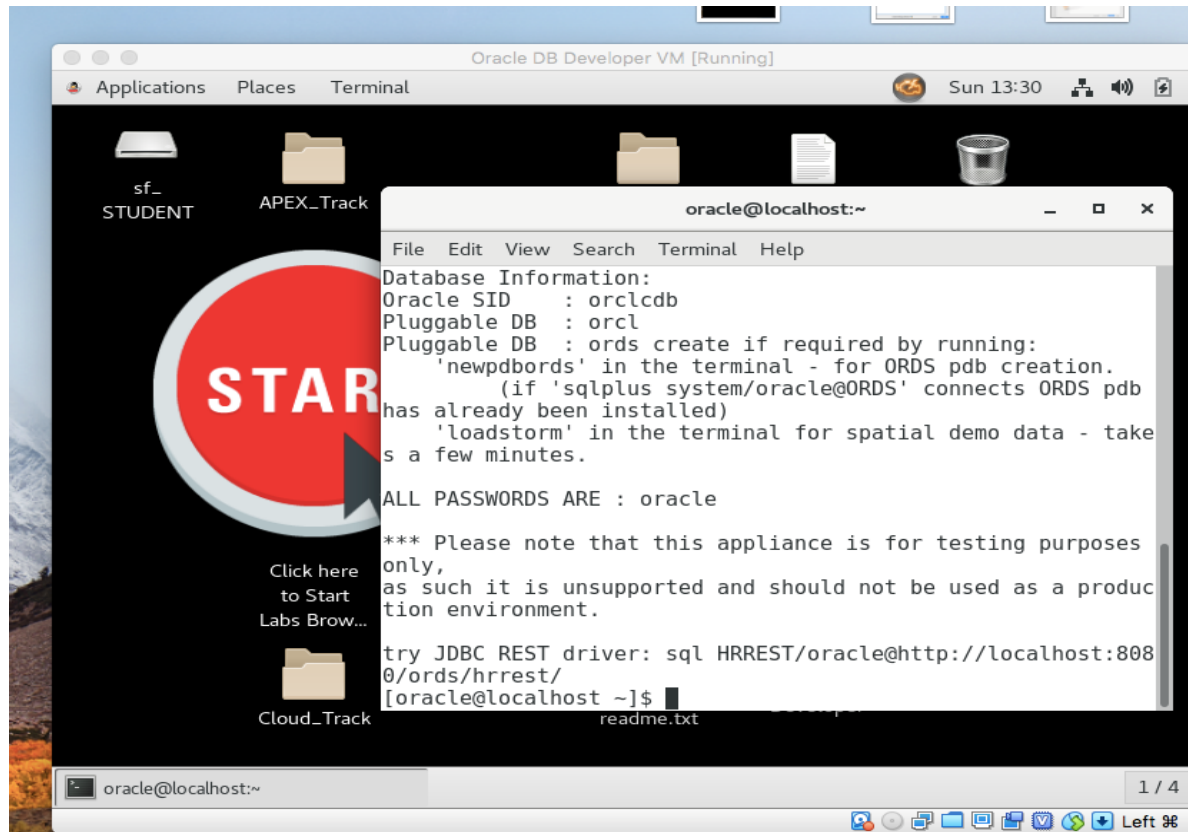 Oracle DB Developer VM [Running]
Applications Places Terminal Sun 13:30
sf_
STUDENT
APEX_Track
START
Click here
to Start
Labs Brow...
Cloud_Track
readme.txt
oracle@localhost:~
File Edit View Search Terminal Help
Database Information:
Oracle SID    : orclcdb
Pluggable DB  : orcl
Pluggable DB  : ords create if required by running:
    'newpdbords' in the terminal - for ORDS pdb creation.
         (if 'sqlplus system/oracle@ORDS' connects ORDS pdb
has already been installed)
    'loadstorm' in the terminal for spatial demo data - take
s a few minutes.
ALL PASSWORDS ARE : oracle
*** Please note that this appliance is for testing purposes
only,
as such it is unsupported and should not be used as a produc
tion environment.
try JDBC REST driver: sql HRREST/oracle@http://localhost:808
0/ords/hrrest/
[oracle@localhost ~]$
oracle@localhost:~
1 / 4
Left ⌘